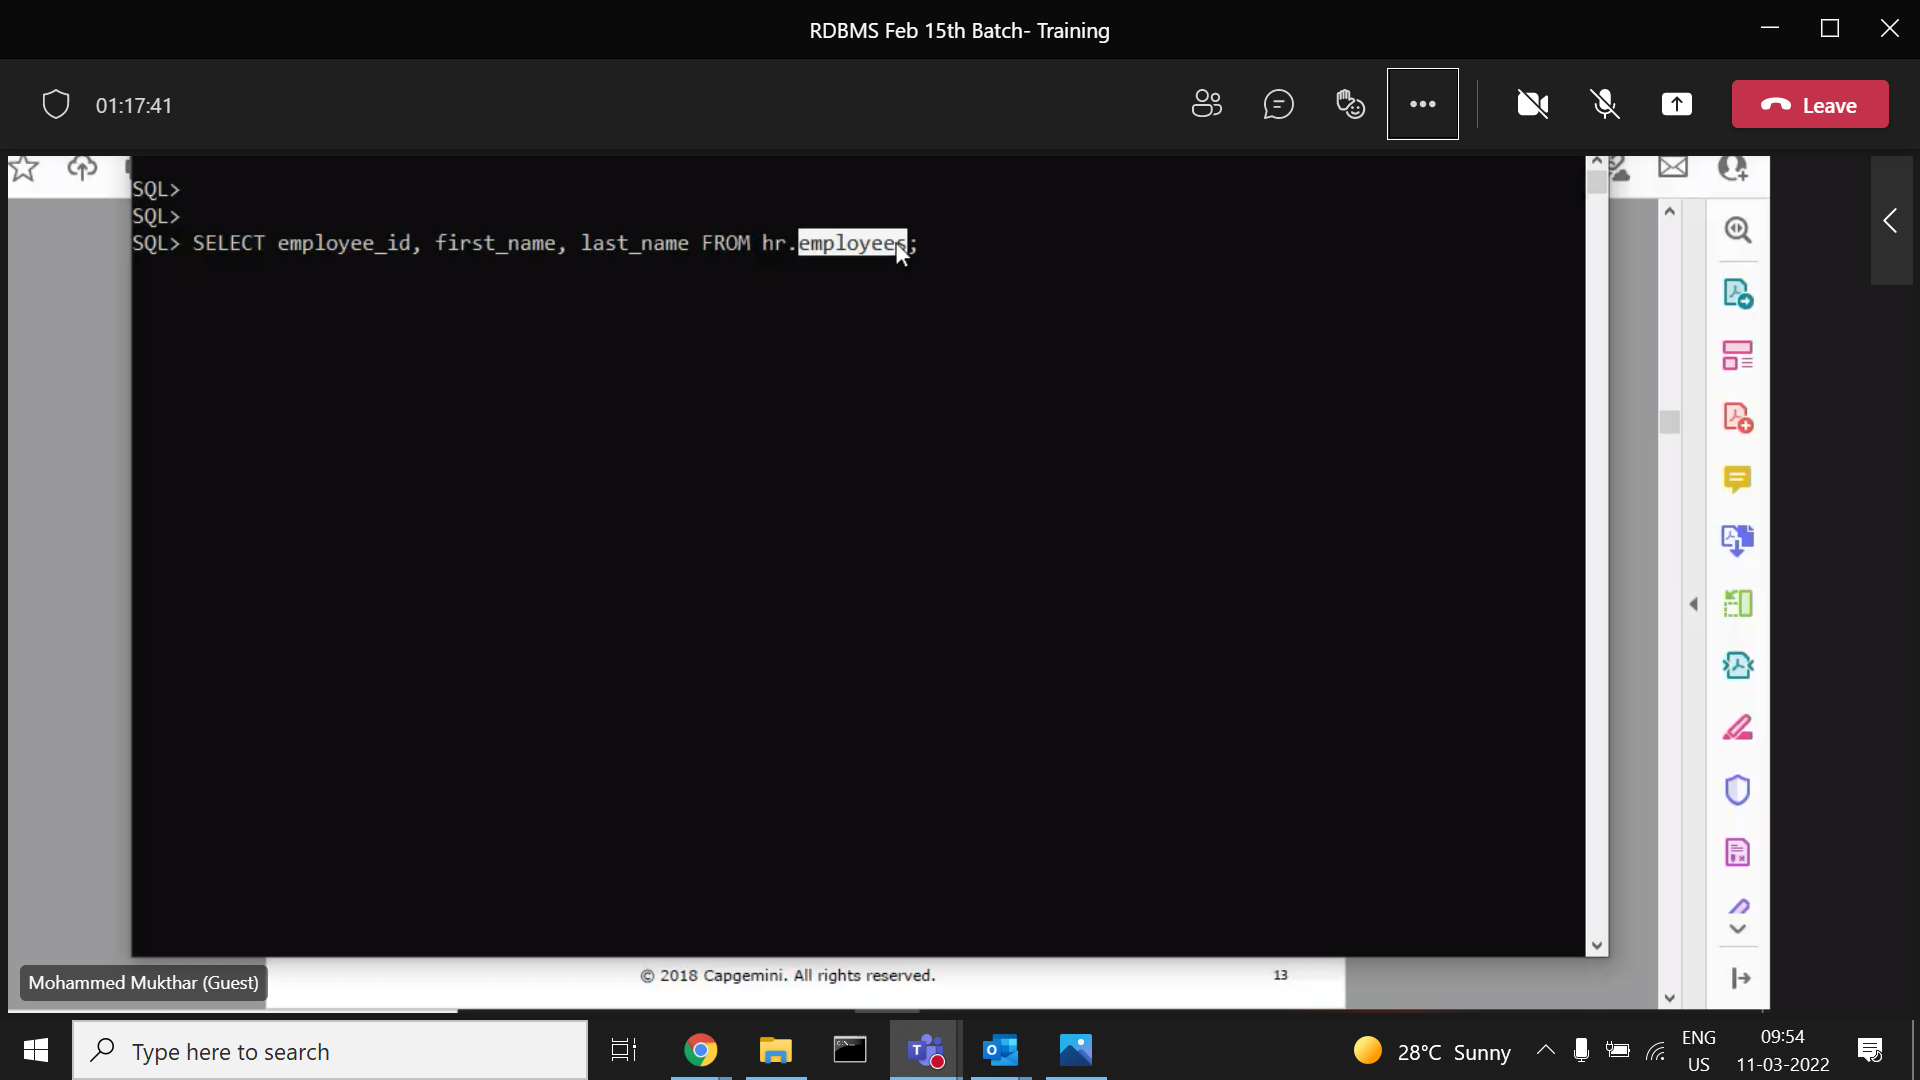 RDBMS Feb 15th Batch- Training
01:17:41
Leave
SQL>
SQL>
SQL> SELECT employee_id, first_name, last_name FROM hr.employees;
Mohammed Mukthar (Guest)
© 2018 Capgemini. All rights reserved.
13
Type here to search
28°C Sunny
ENG
US
09:54
11-03-2022